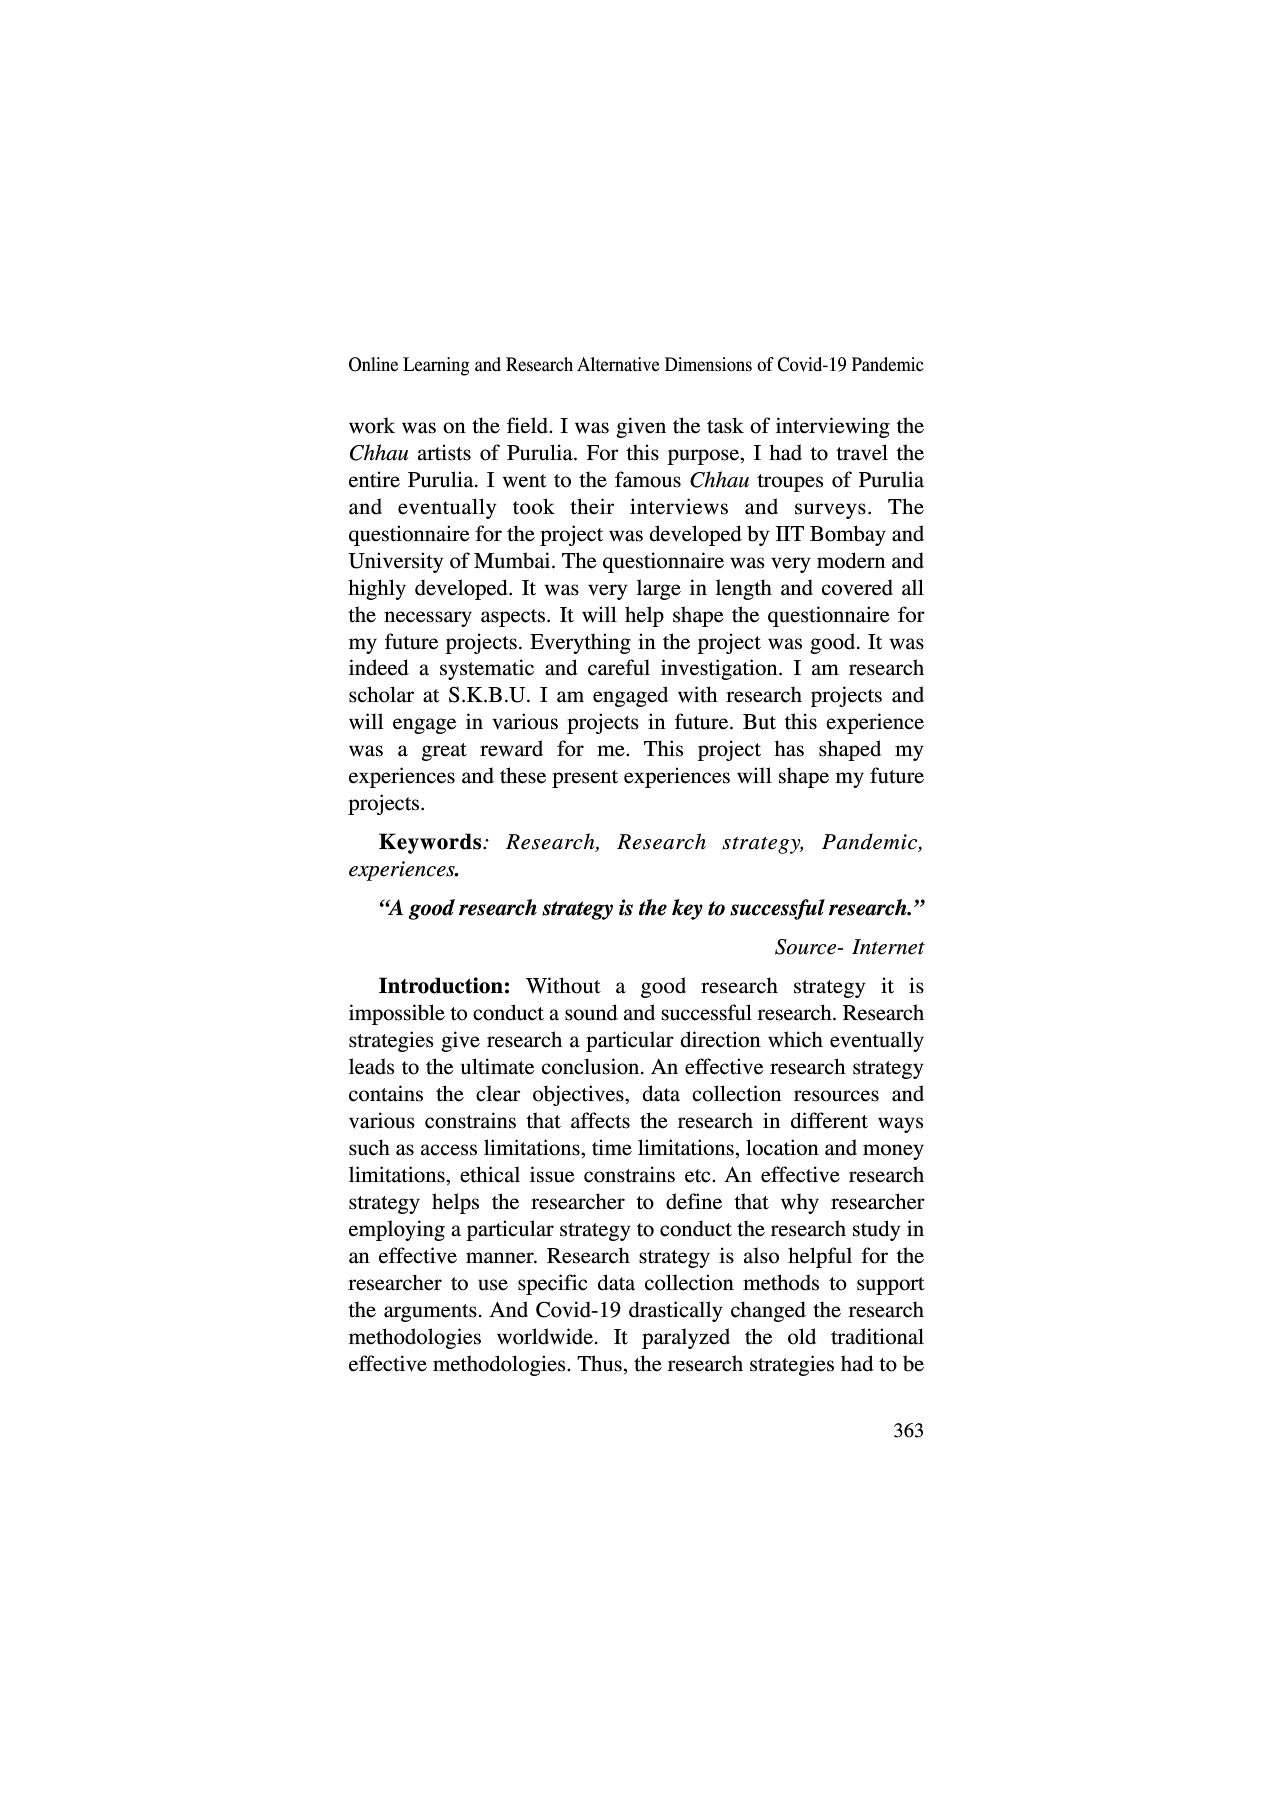 Online Learning and Research Alternative Dimensions of Covid-19 Pandemic
work was on the field. I was given the task of interviewing the
Chhau artists of Purulia. For this purpose, I had to travel the
entire Purulia. I went to the famous Chhau troupes of Purulia
and eventually took their interviews and surveys. The
questionnaire for the project was developed by IIT Bombay and
University of Mumbai. The questionnaire was very modern and
highly developed. It was very large in length and covered all
the necessary aspects. It will help shape the questionnaire for
my future projects. Everything in the project was good. It was
indeed a systematic and careful investigation. I am research
scholar at S.K.B.U. I am engaged with research projects and
will engage in various projects in future. But this experience
was a great reward for me. This project has shaped my
experiences and these present experiences will shape my future
projects.
Keywords: Research, Research strategy, Pandemic,
experiences.
“A good research strategy is the key to successful research.”
Source- Internet
Introduction: Without a good research strategy it is
impossible to conduct a sound and successful research. Research
strategies give research a particular direction which eventually
leads to the ultimate conclusion. An effective research strategy
contains the clear objectives, data collection resources and
various constrains that affects the research in different ways
such as access limitations, time limitations, location and money
limitations, ethical issue constrains etc. An effective research
strategy helps the researcher to define that why researcher
employing a particular strategy to conduct the research study in
an effective manner. Research strategy is also helpful for the
researcher to use specific data collection methods to support
the arguments. And Covid-19 drastically changed the research
methodologies worldwide. It paralyzed the old traditional
effective methodologies. Thus, the research strategies had to be
363